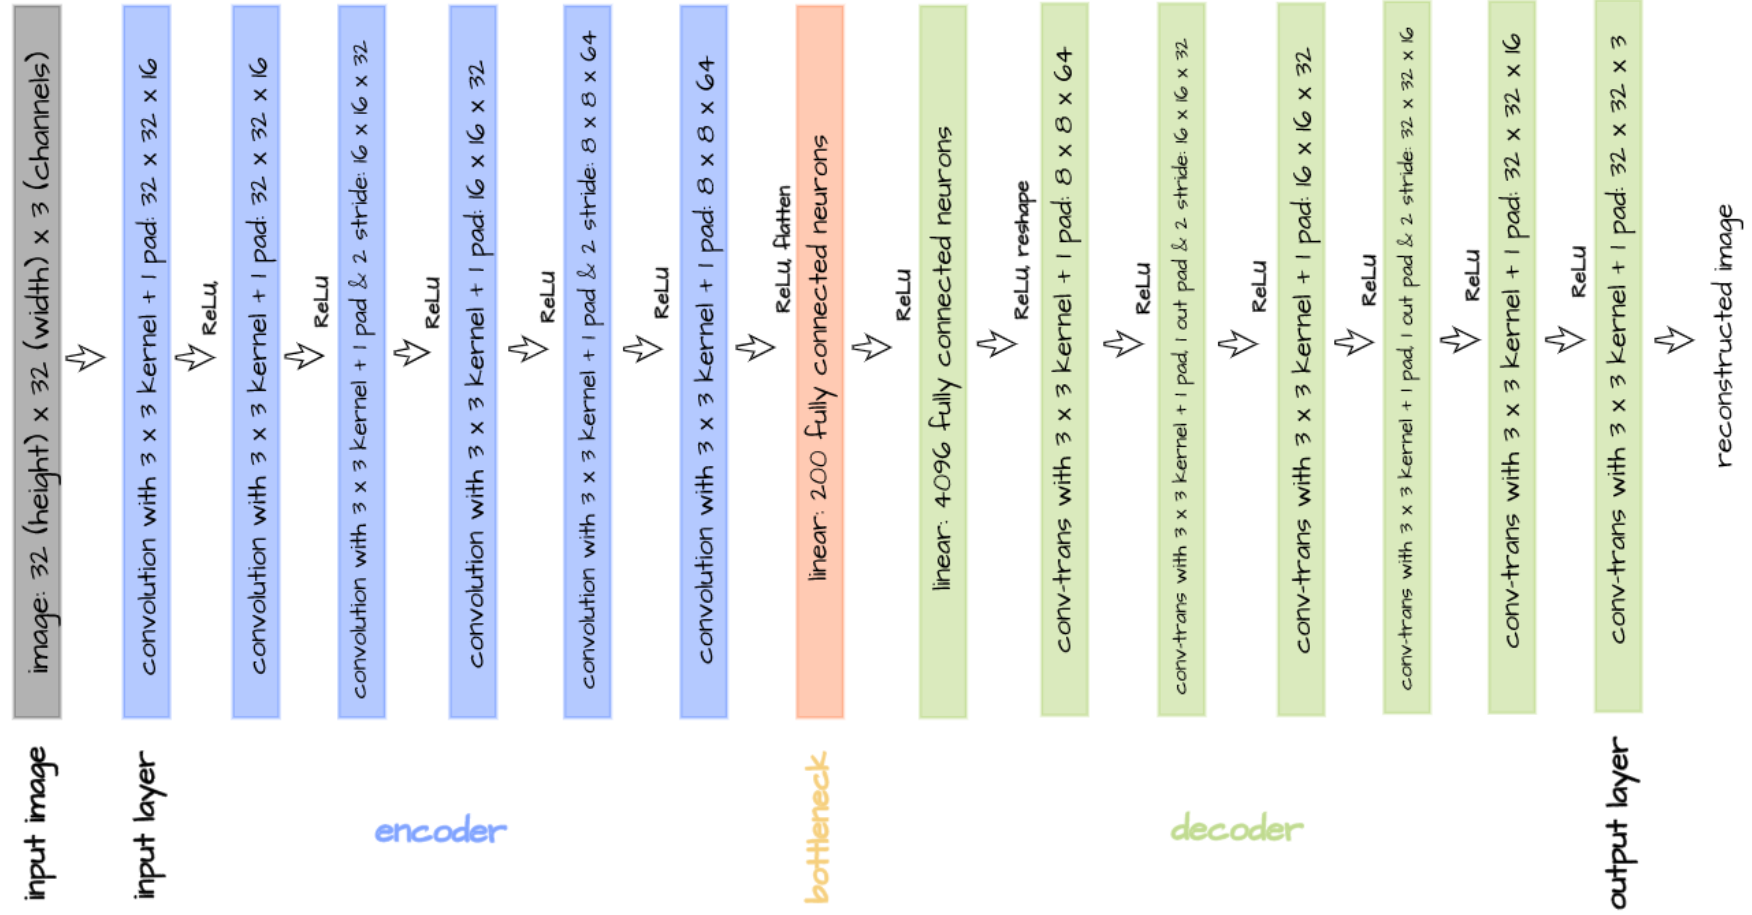 image: 32 (height) x 32 (width) x 3 (channels)
convolution with 3 x 3 kernel + 1 pad: 32 x 32 x 16
ReLu,
convolution with 3 x 3 kernel + 1 pad: 32 x 32 x 16
ReLu
convolution with 3 x 3 kernel + 1 pad & 2 stride: 16 x 16 x 32
ReLu
convolution with 3 x 3 kernel + 1 pad: 16 x 16 x 32
ReLu
convolution with 3 x 3 kernel + 1 pad & 2 stride: 8 x 8 x 64
ReLu
convolution with 3 x 3 kernel + 1 pad: 8 x 8 x 64
ReLu, flatten
linear: 200 fully connected neurons
ReLu
linear: 4096 fully connected neurons
ReLu, reshape
conv-trans with 3 x 3 kernel + 1 pad: 8 x 8 x 64
ReLu
conv-trans with 3 x 3 kernel + 1 pad, 1 out pad & 2 stride: 16 x 16 x 32
ReLu
conv-trans with 3 x 3 kernel + 1 pad: 16 x 16 x 32
ReLu
conv-trans with 3 x 3 kernel + 1 pad, 1 out pad & 2 stride: 32 x 32 x 16
ReLu
conv-trans with 3 x 3 kernel + 1 pad: 32 x 32 x 16
ReLu
conv-trans with 3 x 3 kernel + 1 pad: 32 x 32 x 3
reconstructed image
input image
input layer
encoder
bottleneck
decoder
output layer